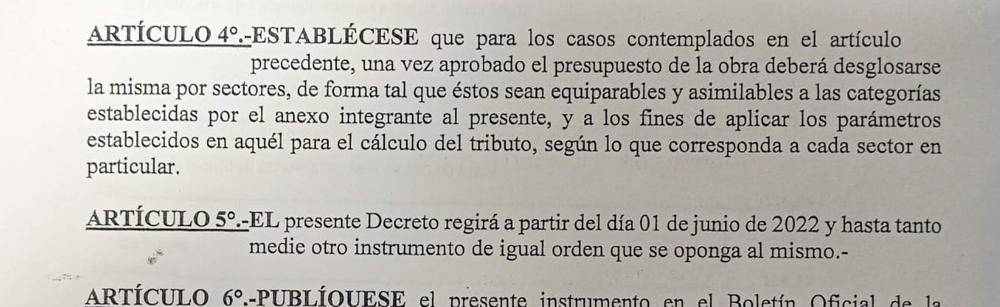 ARTÍCULO 4º.-ESTABLÉCESE que para los casos contemplados en el artículo
precedente, una vez aprobado el presupuesto de la obra deberá desglosarse
la misma por sectores, de forma tal que éstos sean equiparables y asimilables a las categorías
establecidas por el anexo integrante al presente, y a los fines de aplicar los parámetros
establecidos en aquél para el cálculo del tributo, según lo que corresponda a cada sector en
particular.
ARTÍCULO 5º.-EL presente Decreto regirá a partir del día 01 de junio de 2022 y hasta tanto
medie otro instrumento de igual orden que se oponga al mismo.-
ARTÍCULO 6º.-PUBLÍQUESE el presente instrumento en el Boletín Oficial de la